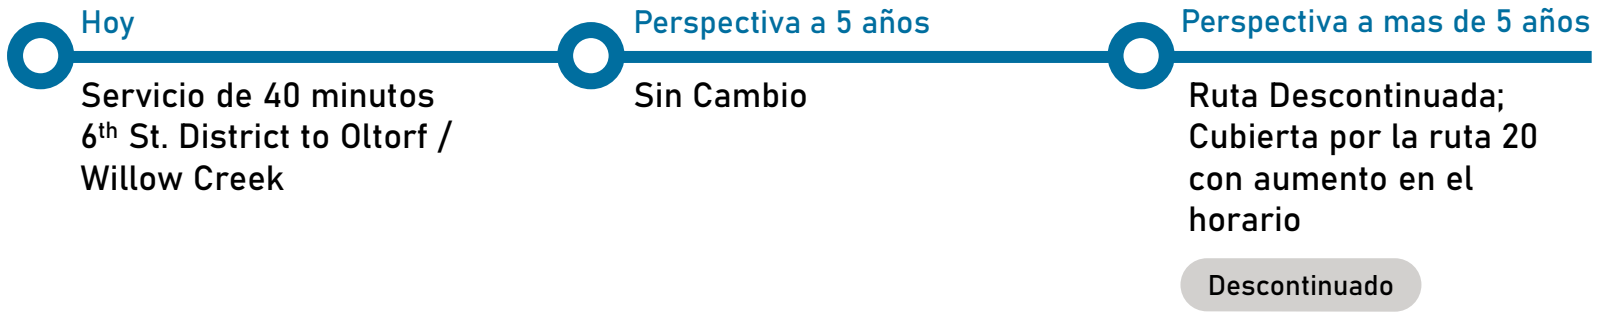 Hoy
Servicio de 40 minutos
6th St. District to Oltorf /
Willow Creek
Perspectiva a 5 años
Sin Cambio
Perspectiva a mas de 5 años
Ruta Descontinuada;
Cubierta por la ruta 20
con aumento en el
horario
Descontinuado